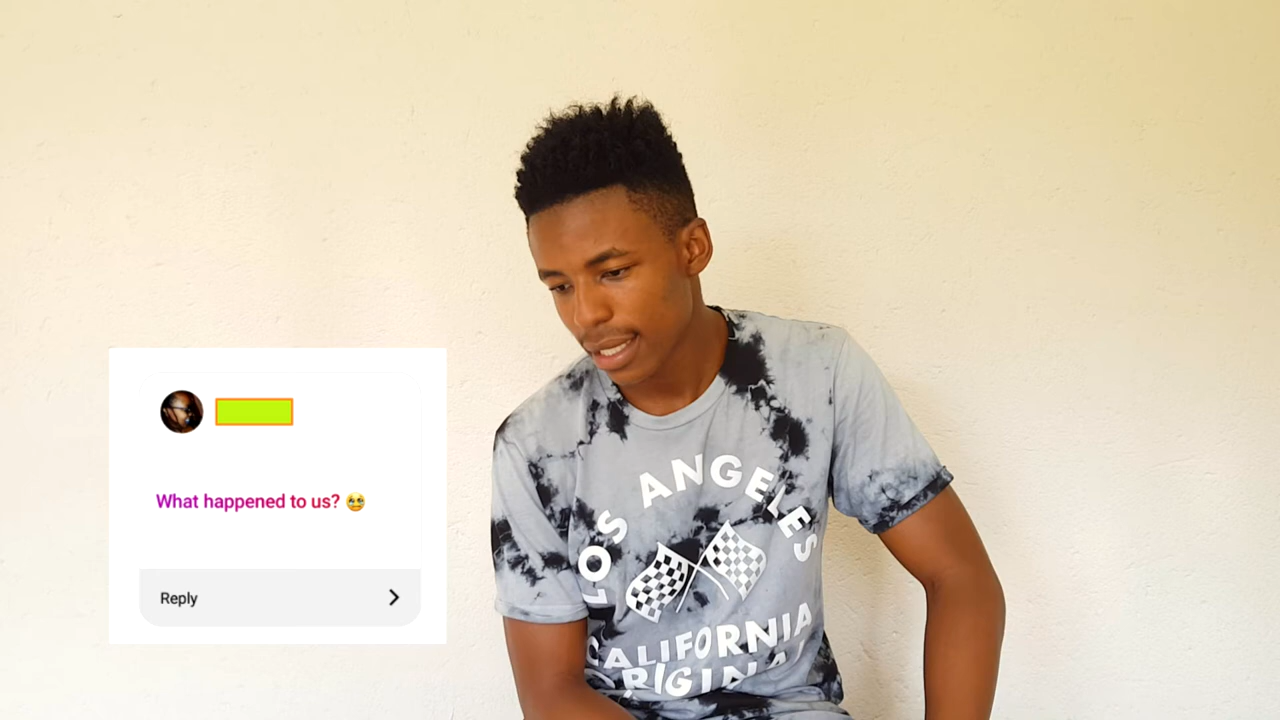 What happened to us? 🥹
Reply
LOS ANGELES
CALIFORNIA
ORIGINAL